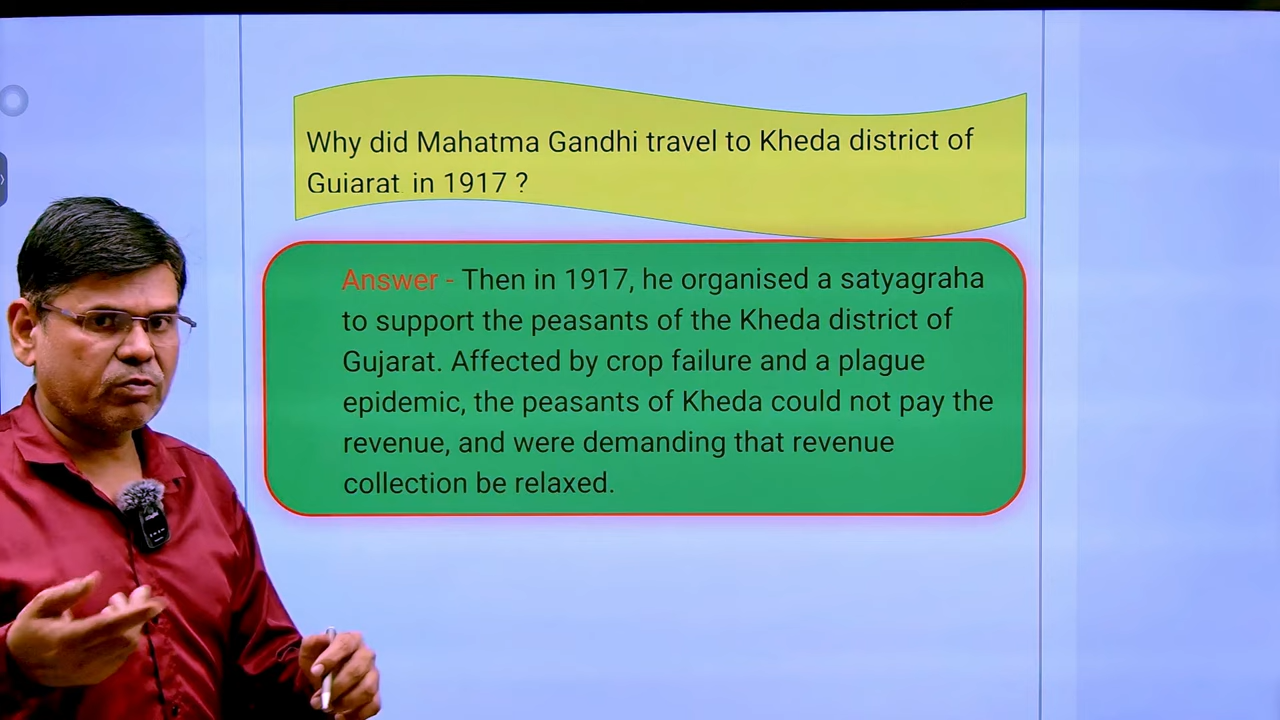 Why did Mahatma Gandhi travel to Kheda district of
Gujarat in 1917 ?
Answer - Then in 1917, he organised a satyagraha
to support the peasants of the Kheda district of
Gujarat. Affected by crop failure and a plague
epidemic, the peasants of Kheda could not pay the
revenue, and were demanding that revenue
collection be relaxed.